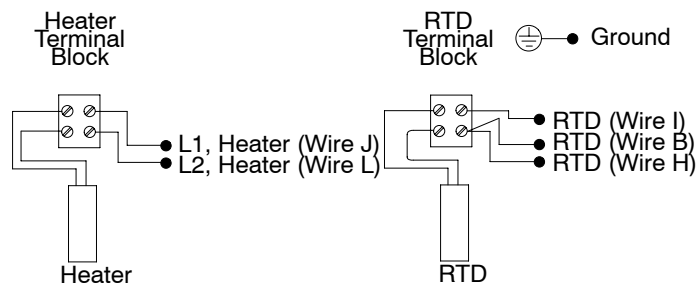 Heater
Terminal
Block
L1, Heater (Wire J)
L2, Heater (Wire L)
Heater
RTD
Terminal
Block
Ground
RTD (Wire I)
RTD (Wire B)
RTD (Wire H)
RTD